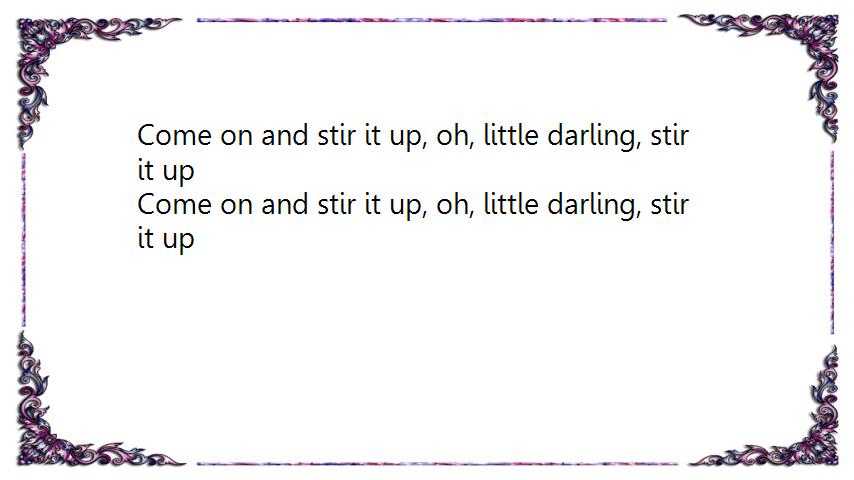 Come on and stir it up, oh, little darling, stir
it up
Come on and stir it up, oh, little darling, stir
it up